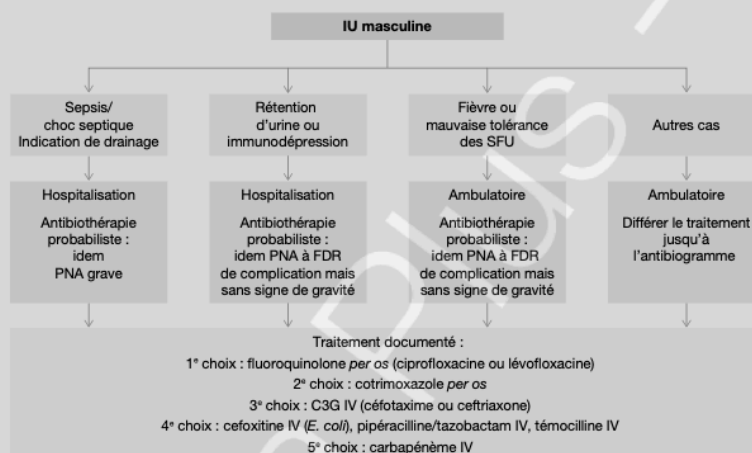 IU masculine
Sepsis/
choc septique
Indication de drainage
Rétention
d'urine ou
immunodépression
Fièvre ou
mauvaise tolérance
des SFU
Autres cas
Hospitalisation
Antibiothérapie
probabiliste :
idem
PNA grave
Hospitalisation
Antibiothérapie
probabiliste :
idem PNA à FDR
de complication mais
sans signe de gravité
Ambulatoire
Antibiothérapie
probabiliste :
idem PNA à FDR
de complication mais
sans signe de gravité
Ambulatoire
Différer le traitement
jusqu'à
l'antibiogramme
Traitement documenté :
1e choix : fluoroquinolone per os (ciprofloxacine ou lévofloxacine)
2e choix : cotrimoxazole per os
3e choix : C3G IV (céfotaxime ou ceftriaxone)
4e choix : cefoxitine IV (E. coli), pipéracilline/tazobactam IV, témocilline IV
5e choix : carbapénème IV
Plus